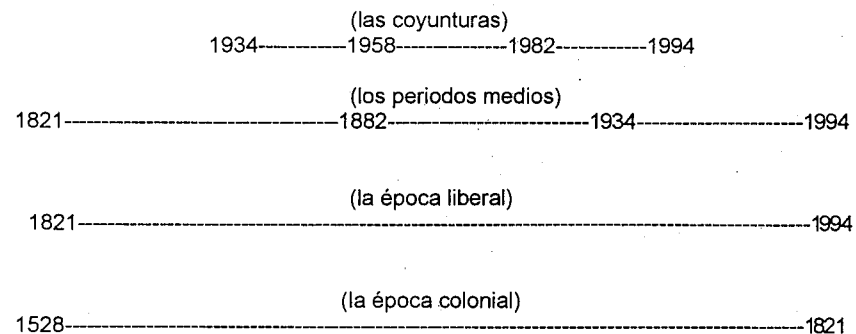 (las coyunturas)
1934-----------1958--------------1982-----------1994
(los periodos medios)
1821---------------------------------1882------------------------1934--------------------1994
(la época liberal)
1821-----------------------------------------------------------------------------------------1994
(la época colonial)
1528-------------------------------------------------------------------------------------------1821